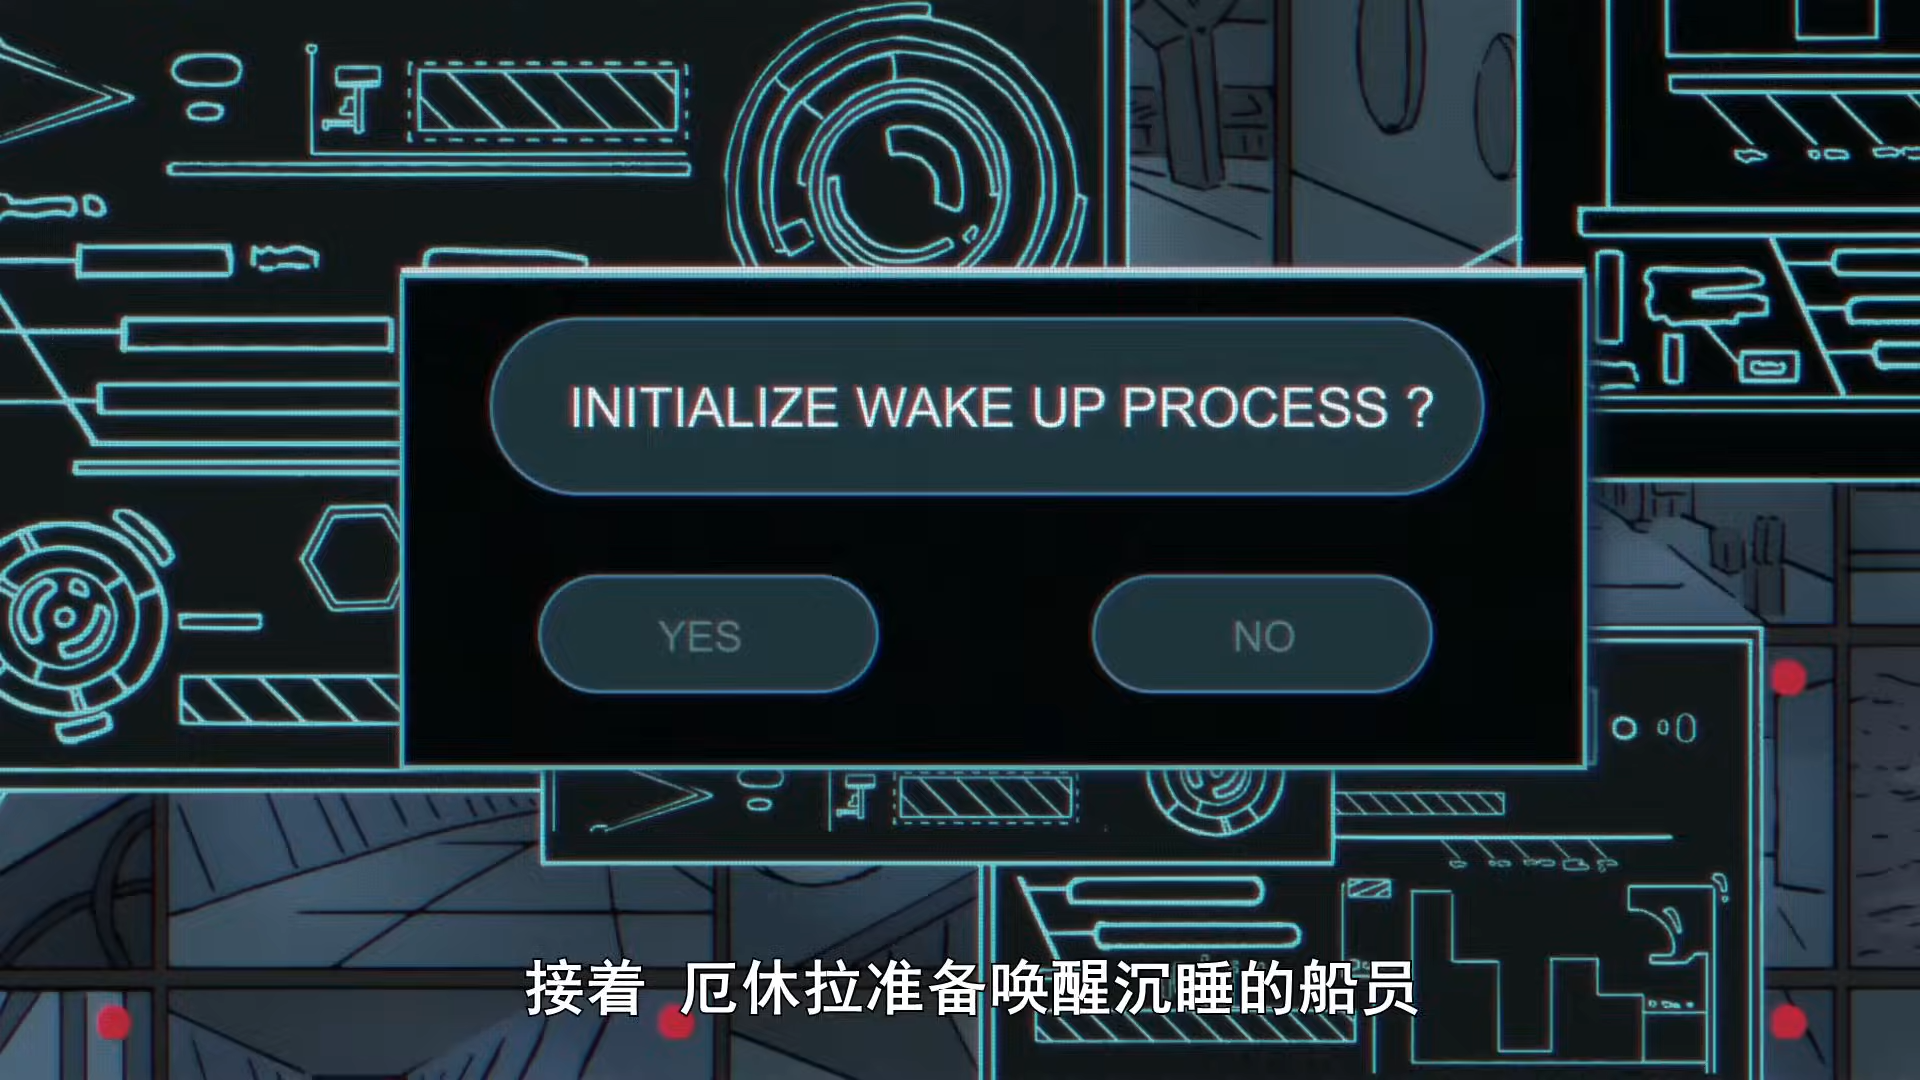 INITIALIZE WAKE UP PROCESS ?
YES
NO
接着 厄休拉准备唤醒沉睡的船员